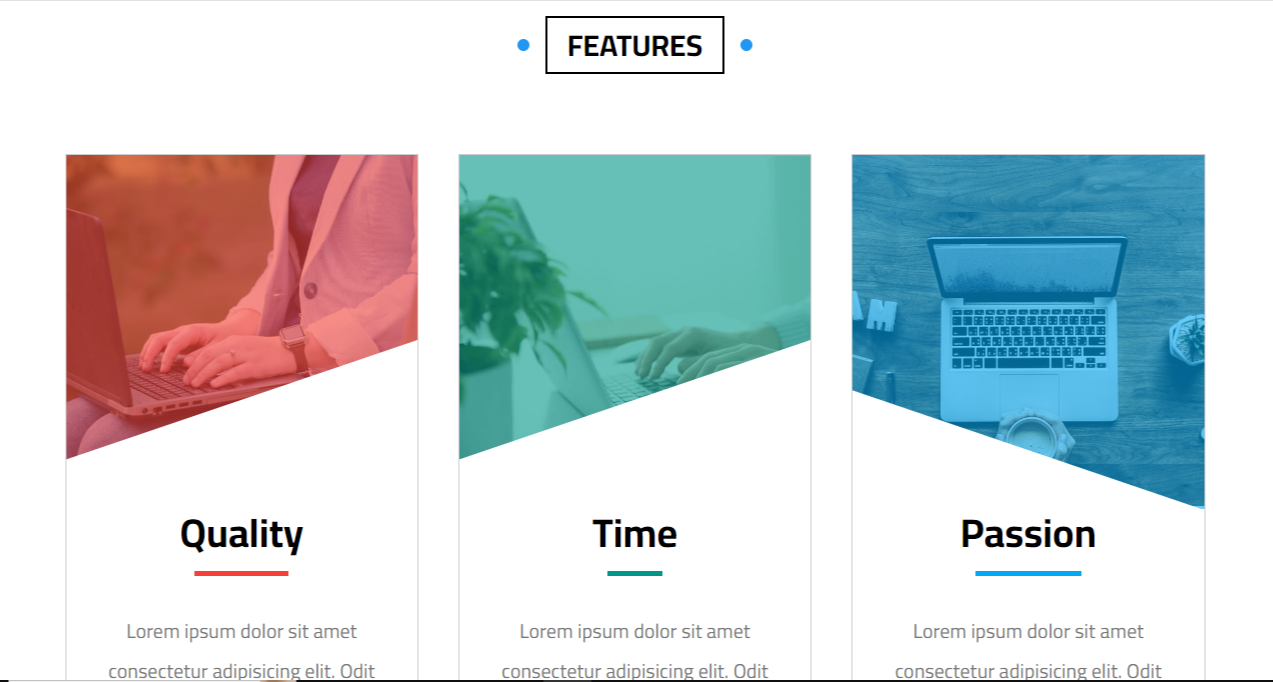 FEATURES
Quality
Time
Passion
Lorem ipsum dolor sit amet
consectetur adipisicing elit. Odit
Lorem ipsum dolor sit amet
consectetur adipisicing elit. Odit
Lorem ipsum dolor sit amet
consectetur adipisicing elit. Odit